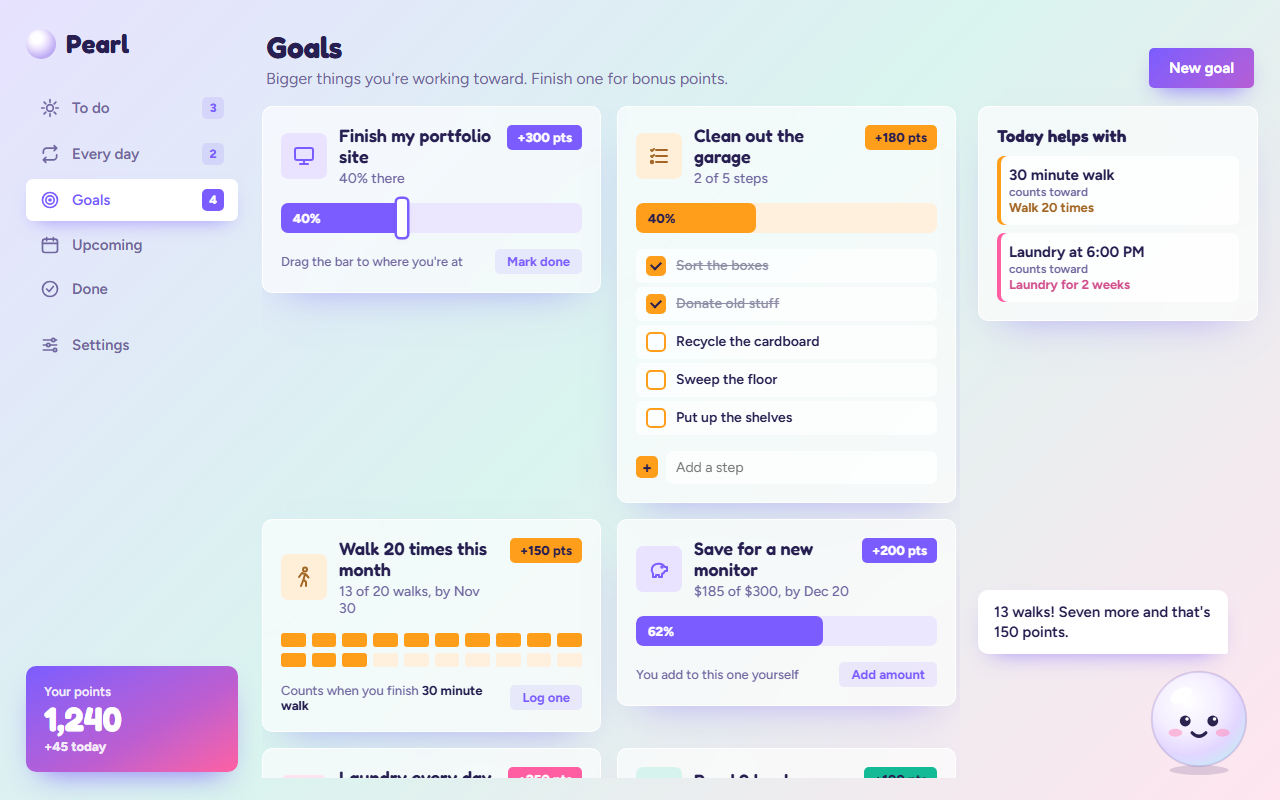 Pearl
To do
3
Every day
2
Goals
4
Upcoming
Done
Settings
Your points
1,240
+45 today
Goals
Bigger things you're working toward. Finish one for bonus points.
New goal
Finish my portfolio
site
+300 pts
40% there
40%
Drag the bar to where you're at
Mark done
Clean out the
garage
+180 pts
2 of 5 steps
40%
Sort the boxes
Donate old stuff
Recycle the cardboard
Sweep the floor
Put up the shelves
+
Add a step
Walk 20 times this
month
+150 pts
13 of 20 walks, by Nov
30
Counts when you finish 30 minute
walk
Log one
Save for a new
monitor
+200 pts
$185 of $300, by Dec 20
62%
You add to this one yourself
Add amount
Laundry every day
Today helps with
30 minute walk
counts toward
Walk 20 times
Laundry at 6:00 PM
counts toward
Laundry for 2 weeks
13 walks! Seven more and that's
150 points.